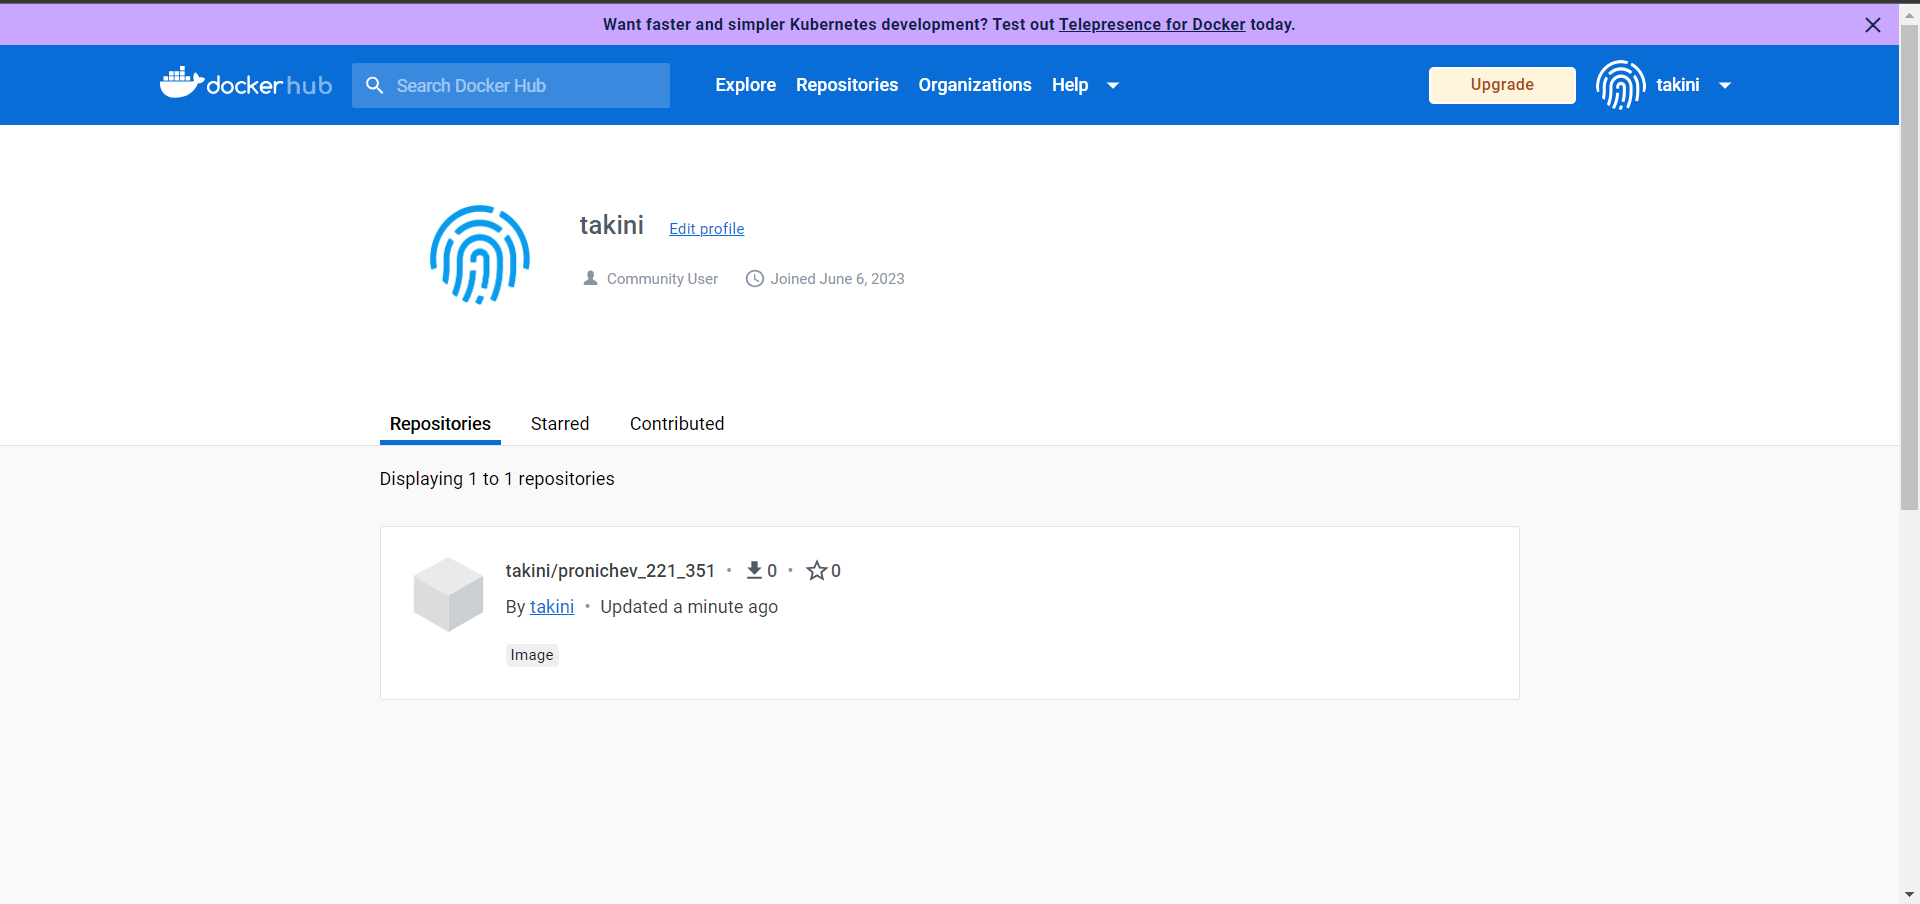 Want faster and simpler Kubernetes development? Test out Telepresence for Docker today.
docker hub
Search Docker Hub
Explore Repositories Organizations Help
Upgrade
takini
takini Edit profile
Community User Joined June 6, 2023
Repositories Starred Contributed
Displaying 1 to 1 repositories
takini/pronichev_221_351 • 0 • 0
By takini • Updated a minute ago
Image